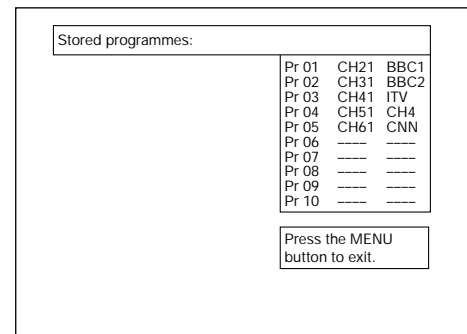 Stored programmes:
Pr 01 CH21 BBC1
Pr 02 CH31 BBC2
Pr 03 CH41 ITV
Pr 04 CH51 CH4
Pr 05 CH61 CNN
Pr 06 –––– ––––
Pr 07 –––– ––––
Pr 08 –––– ––––
Pr 09 –––– ––––
Pr 10 –––– ––––
Press the MENU
button to exit.